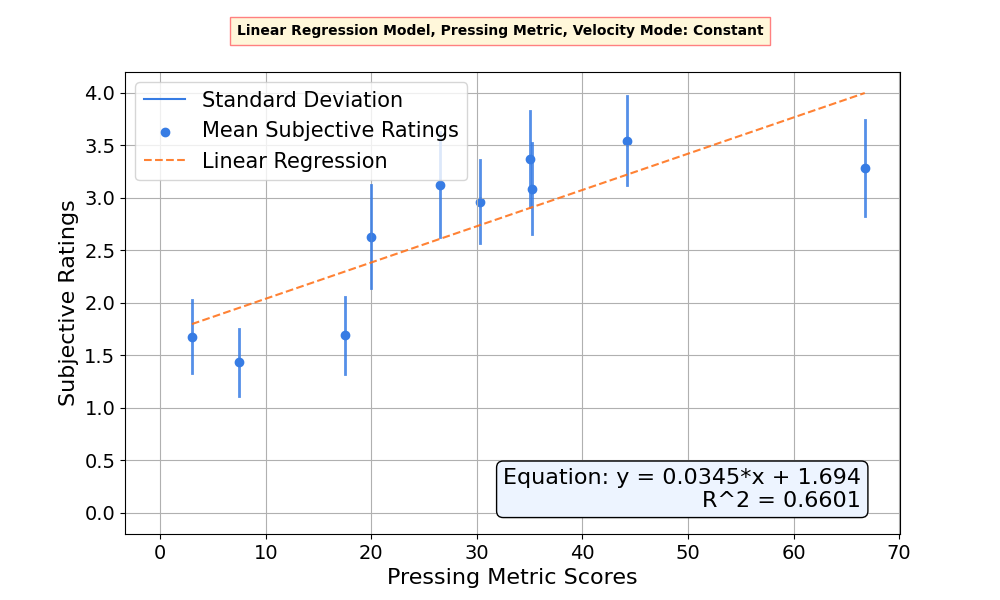 Linear Regression Model, Pressing Metric, Velocity Mode: Constant
Standard Deviation
Mean Subjective Ratings
Linear Regression
Subjective Ratings
4.0
3.5
3.0
2.5
2.0
1.5
1.0
0.5
0.0
Equation: y = 0.0345*x + 1.694
R^2 = 0.6601
0 10 20 30 40 50 60 70
Pressing Metric Scores